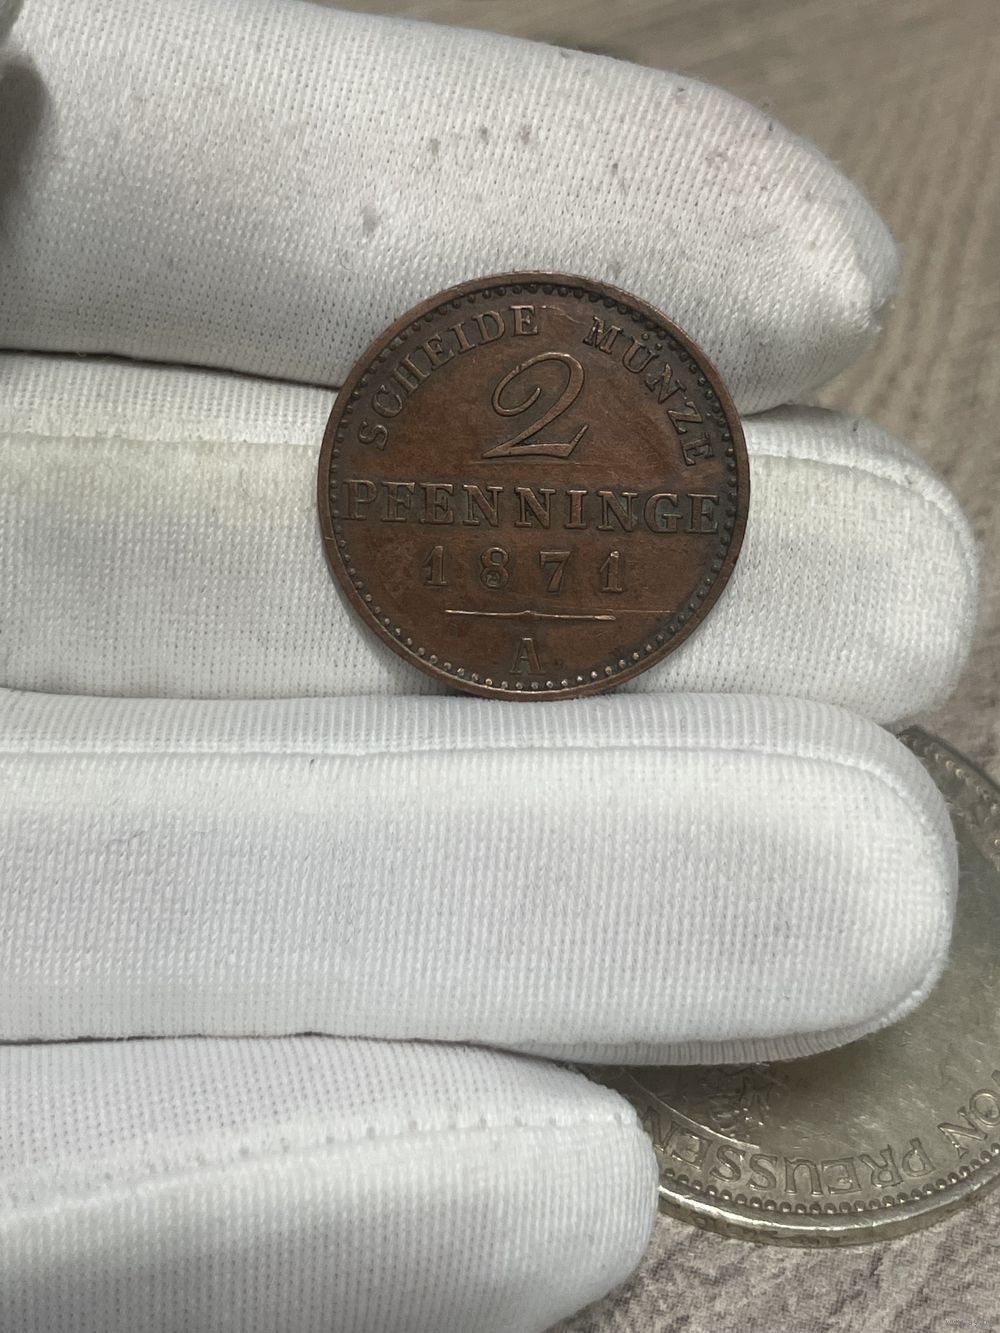 SCHEIDE MÜNZE
2
PFENNINGE
1871
A
VON PREUSSEN